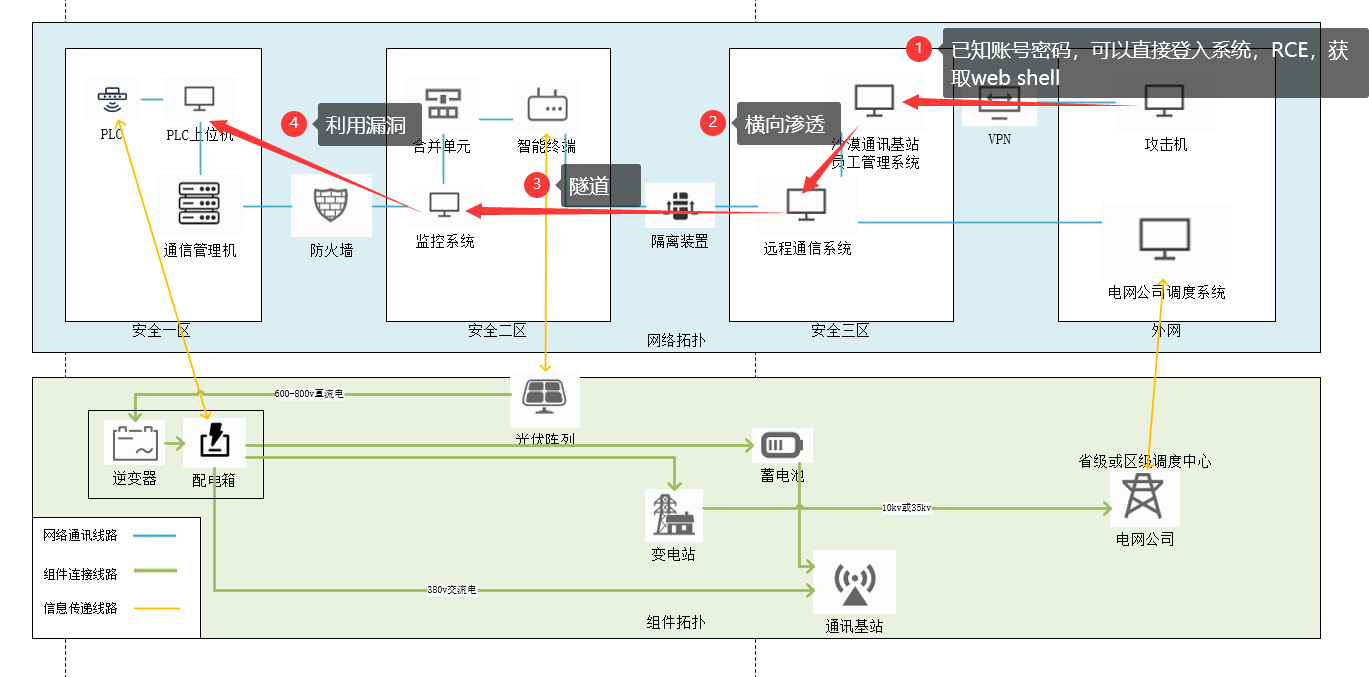 1
已知账号密码，可以直接登入系统，RCE，获
取web shell
4
利用漏洞
2
横向渗透
3
隧道
PLC
PLC上位机
合并单元
智能终端
沙漠通讯基站
员工管理系统
VPN
攻击机
通信管理机
防火墙
监控系统
隔离装置
远程通信系统
电网公司调度系统
安全一区
安全二区
安全三区
外网
网络拓扑
600-800v直流电
光伏阵列
逆变器
配电箱
蓄电池
省级或区级调度中心
10kv或35kv
变电站
电网公司
网络通讯线路
组件连接线路
信息传递线路
380v交流电
通讯基站
组件拓扑